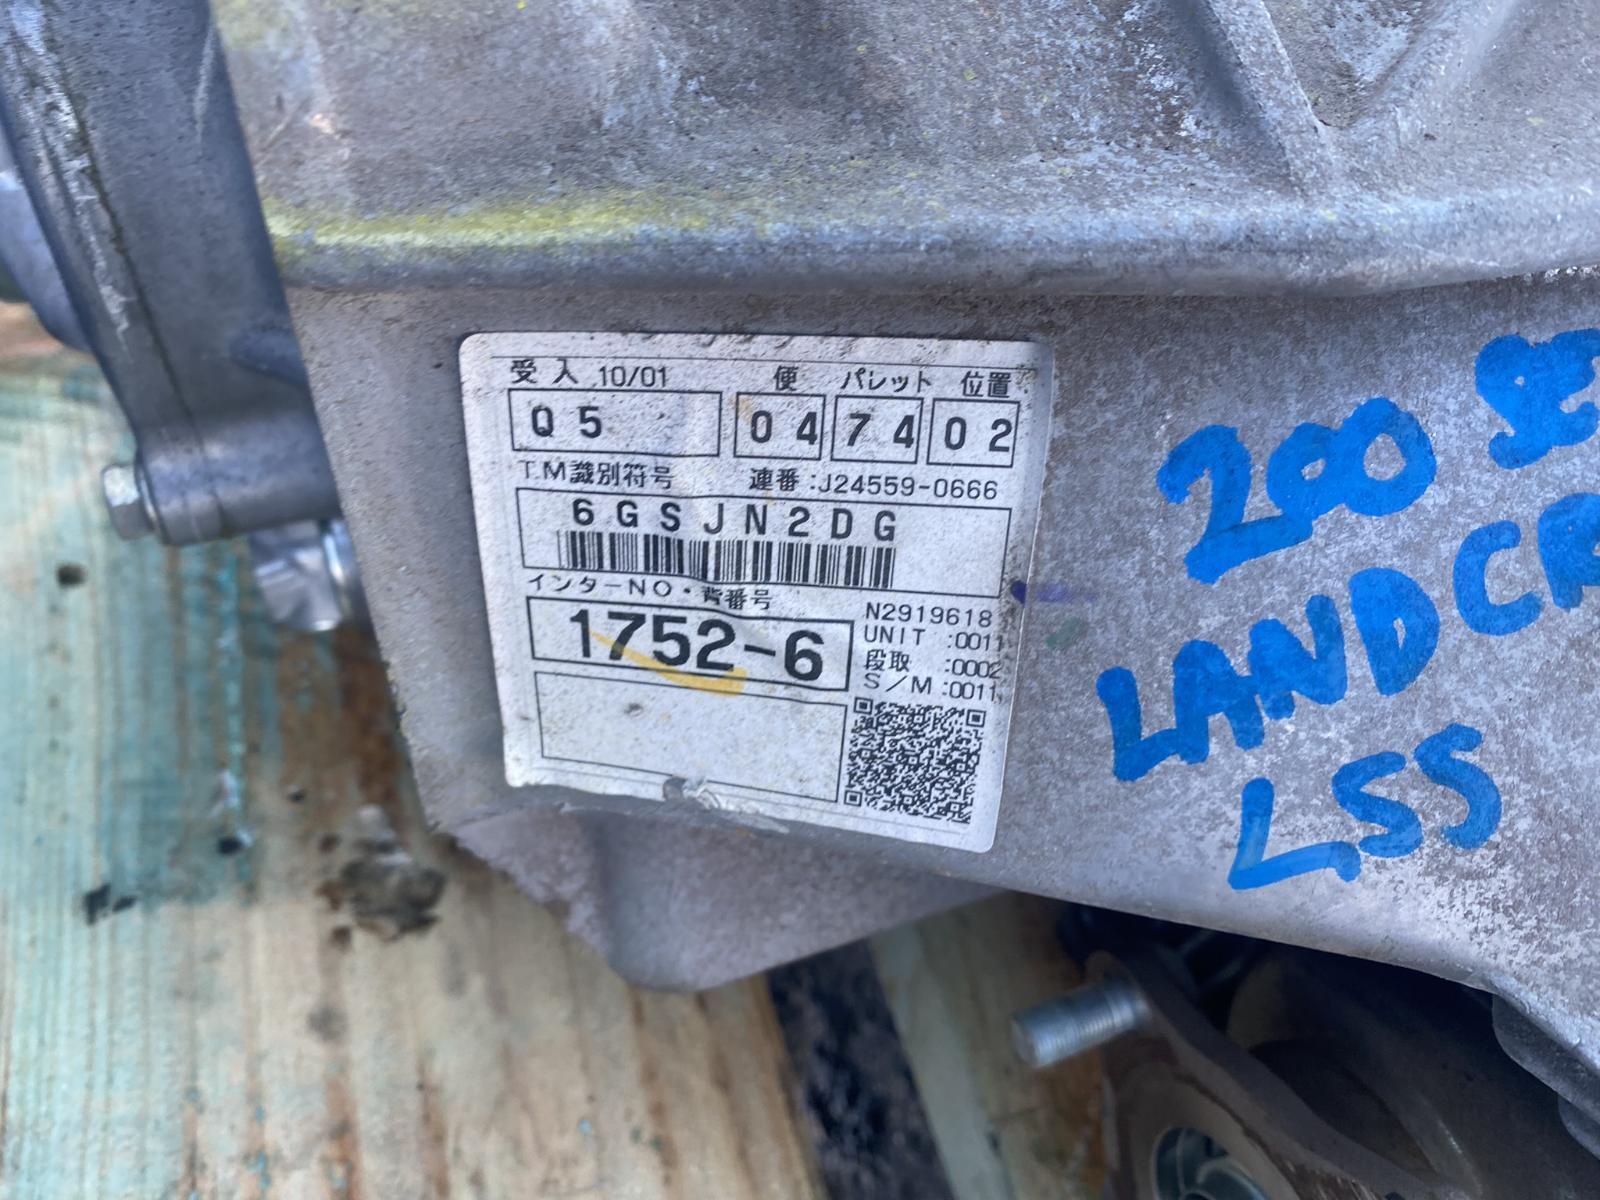 受入 10/01 便 パレット 位置
Q5 04 74 02
T.M識別符号 連番:J24559-0666
6GSJN2DG
インターNO・背番号
N2919618
1752-6
UNIT :0011
段取 :0002
S/M :0011
200 SE
LAND CR
LSS